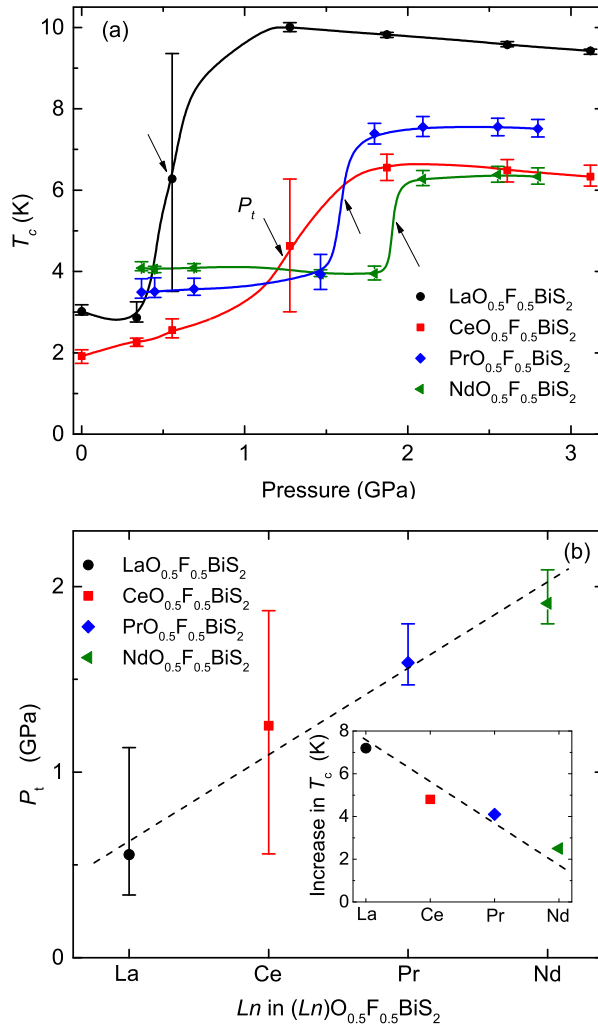 (a)
10
8
6
4
2
0
T_c (K)
P_t
LaO_0.5F_0.5BiS_2
CeO_0.5F_0.5BiS_2
PrO_0.5F_0.5BiS_2
NdO_0.5F_0.5BiS_2
0 1 2 3
Pressure (GPa)
(b)
LaO_0.5F_0.5BiS_2
CeO_0.5F_0.5BiS_2
PrO_0.5F_0.5BiS_2
NdO_0.5F_0.5BiS_2
2
1
0
P_t (GPa)
8
6
4
2
0
Increase in T_c (K)
La Ce Pr Nd
La Ce Pr Nd
Ln in (Ln)O_0.5F_0.5BiS_2